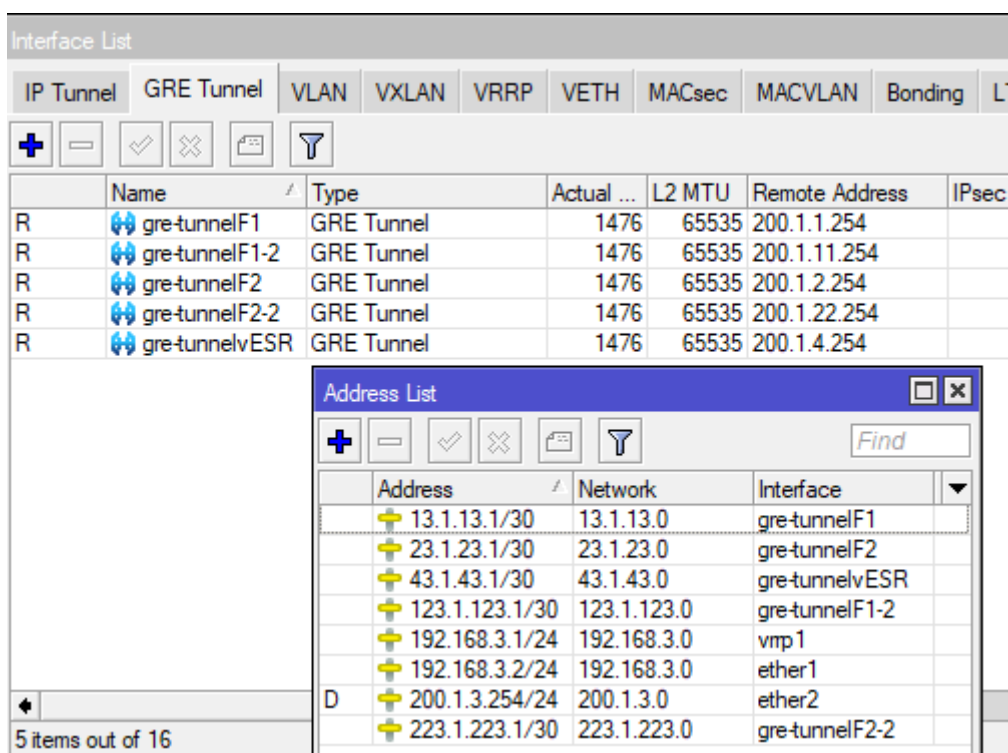 Interface List
IP Tunnel GRE Tunnel VLAN VXLAN VRRP VETH MACsec MACVLAN Bonding
Name Type Actual ... L2 MTU Remote Address IPsec
R gre-tunnelF1 GRE Tunnel 1476 65535 200.1.1.254
R gre-tunnelF1-2 GRE Tunnel 1476 65535 200.1.11.254
R gre-tunnelF2 GRE Tunnel 1476 65535 200.1.2.254
R gre-tunnelF2-2 GRE Tunnel 1476 65535 200.1.22.254
R gre-tunnelvESR GRE Tunnel 1476 65535 200.1.4.254
Address List
Find
Address Network Interface
13.1.13.1/30 13.1.13.0 gre-tunnelF1
23.1.23.1/30 23.1.23.0 gre-tunnelF2
43.1.43.1/30 43.1.43.0 gre-tunnelvESR
123.1.123.1/30 123.1.123.0 gre-tunnelF1-2
192.168.3.1/24 192.168.3.0 vrrp1
192.168.3.2/24 192.168.3.0 ether1
D 200.1.3.254/24 200.1.3.0 ether2
223.1.223.1/30 223.1.223.0 gre-tunnelF2-2
5 items out of 16